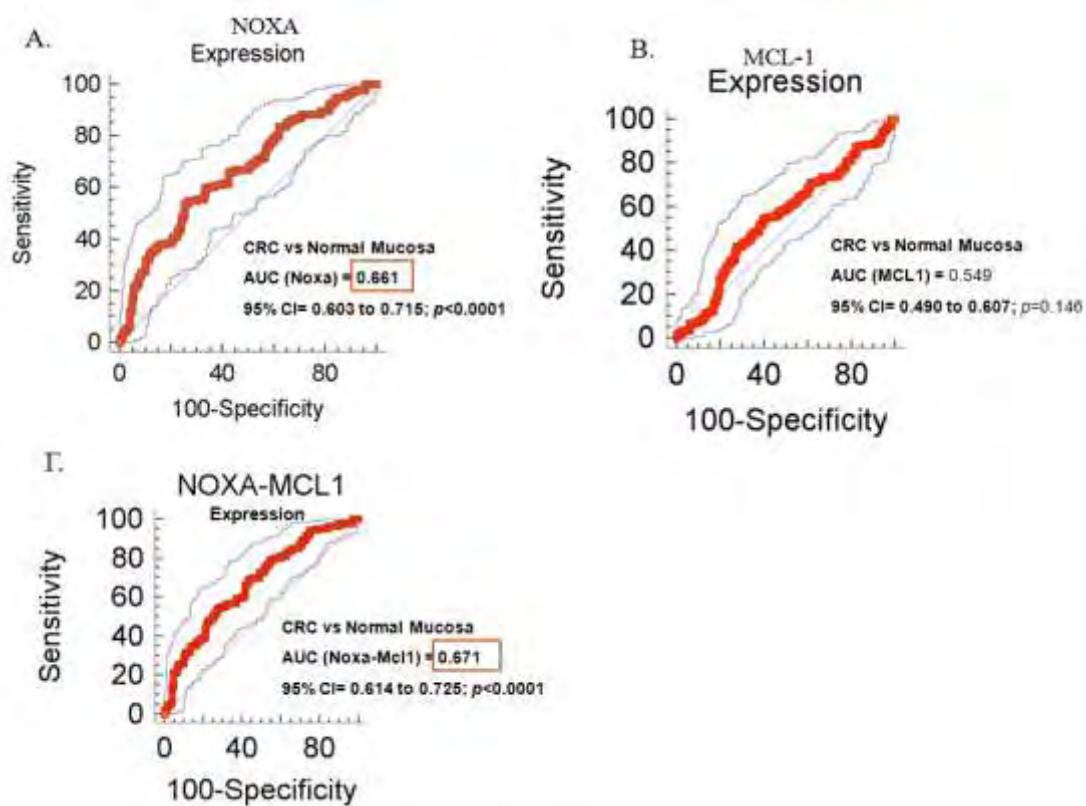 A.
NOXA
Expression
Sensitivity
100
80
60
40
20
0
0
40
80
100-Specificity
CRC vs Normal Mucosa
AUC (Noxa) = 0.661
95% CI= 0.603 to 0.715; p<0.0001
B.
MCL-1
Expression
Sensitivity
100
80
60
40
20
0
0
40
80
100-Specificity
CRC vs Normal Mucosa
AUC (MCL1) = 0.549
95% CI= 0.490 to 0.607; p=0.146
Γ.
NOXA-MCL1
Expression
Sensitivity
100
80
60
40
20
0
0
40
80
100-Specificity
CRC vs Normal Mucosa
AUC (Noxa-Mcl1) = 0.671
95% CI= 0.614 to 0.725; p<0.0001